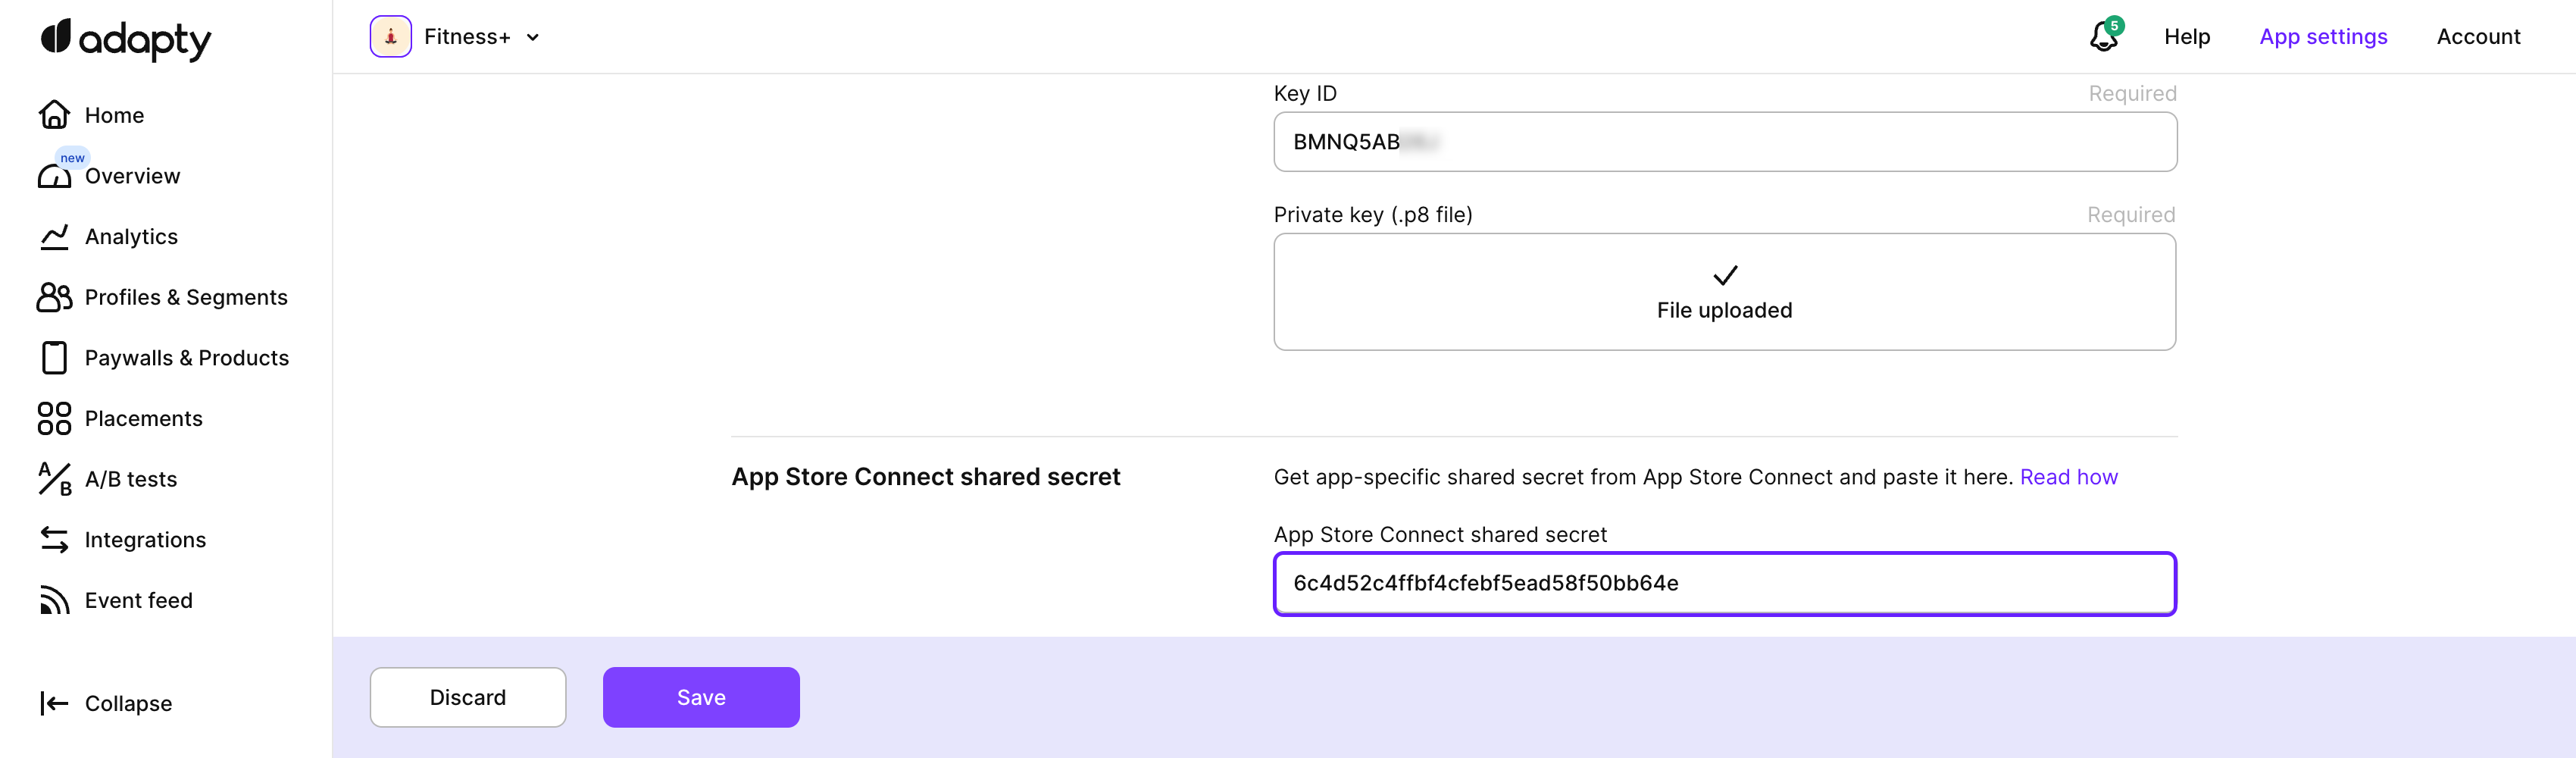 adapty
Fitness+
5
Help
App settings
Account
Home
new
Overview
Analytics
Profiles & Segments
Paywalls & Products
Placements
A/B
A/B tests
Integrations
Event feed
Collapse
Key ID
Required
BMNQ5AB
Private key (.p8 file)
Required
File uploaded
App Store Connect shared secret
Get app-specific shared secret from App Store Connect and paste it here. Read how
App Store Connect shared secret
6c4d52c4ffbf4cfebf5ead58f50bb64e
Discard
Save